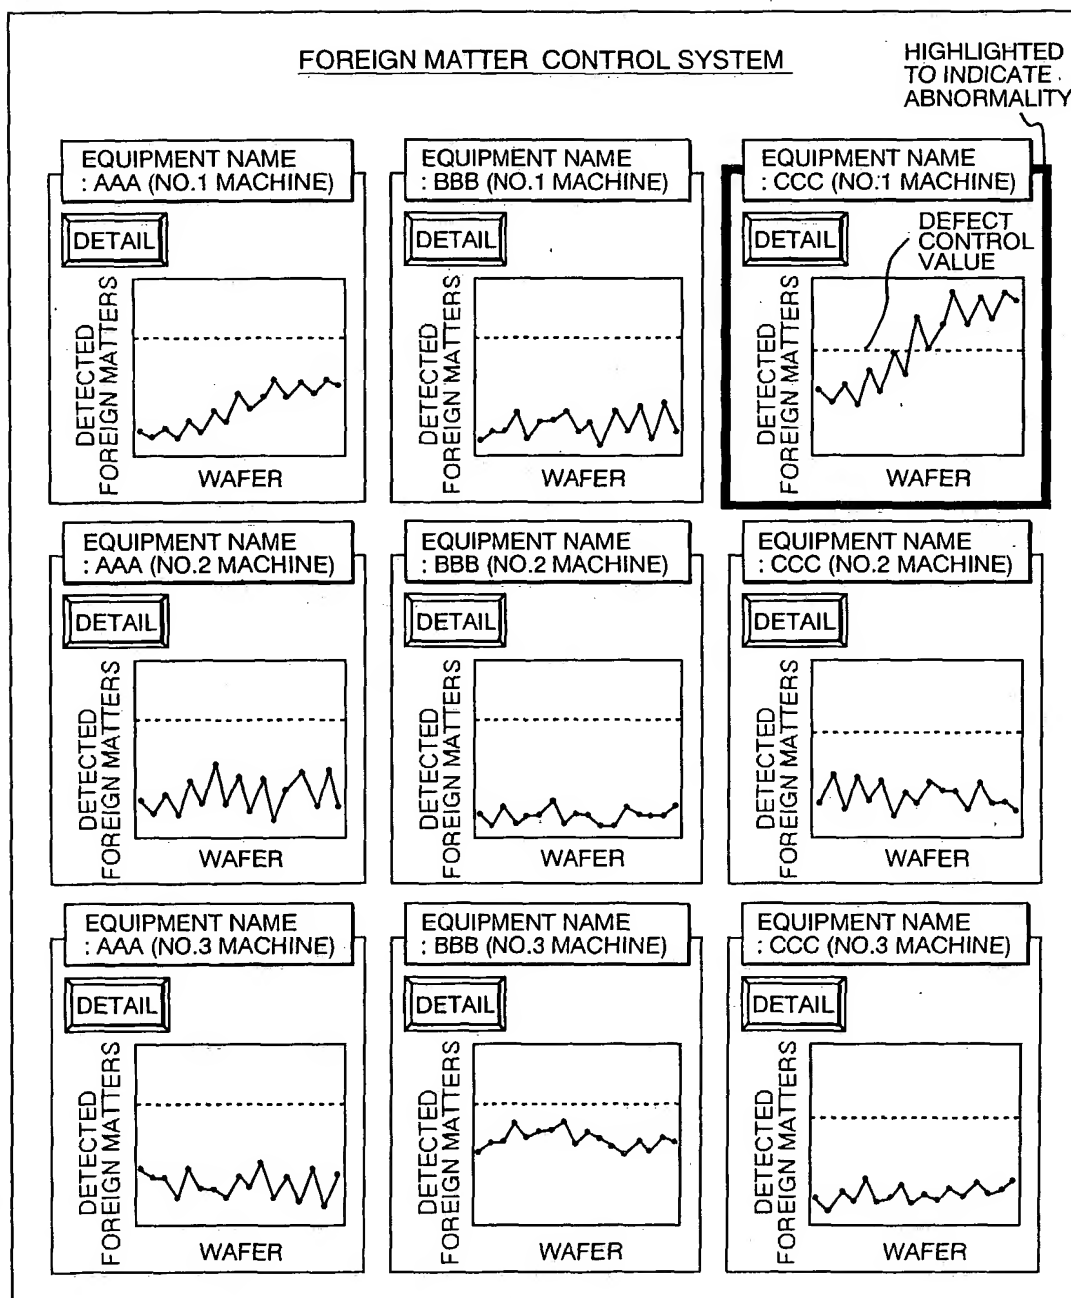 FOREIGN MATTER CONTROL SYSTEM
HIGHLIGHTED
TO INDICATE
ABNORMALITY
EQUIPMENT NAME
: AAA (NO.1 MACHINE)
DETAIL
DETECTED
FOREIGN MATTERS
WAFER
EQUIPMENT NAME
: BBB (NO.1 MACHINE)
DETAIL
DETECTED
FOREIGN MATTERS
WAFER
EQUIPMENT NAME
: CCC (NO.1 MACHINE)
DETAIL
DEFECT
CONTROL
VALUE
DETECTED
FOREIGN MATTERS
WAFER
EQUIPMENT NAME
: AAA (NO.2 MACHINE)
DETAIL
DETECTED
FOREIGN MATTERS
WAFER
EQUIPMENT NAME
: BBB (NO.2 MACHINE)
DETAIL
DETECTED
FOREIGN MATTERS
WAFER
EQUIPMENT NAME
: CCC (NO.2 MACHINE)
DETAIL
DETECTED
FOREIGN MATTERS
WAFER
EQUIPMENT NAME
: AAA (NO.3 MACHINE)
DETAIL
DETECTED
FOREIGN MATTERS
WAFER
EQUIPMENT NAME
: BBB (NO.3 MACHINE)
DETAIL
DETECTED
FOREIGN MATTERS
WAFER
EQUIPMENT NAME
: CCC (NO.3 MACHINE)
DETAIL
DETECTED
FOREIGN MATTERS
WAFER